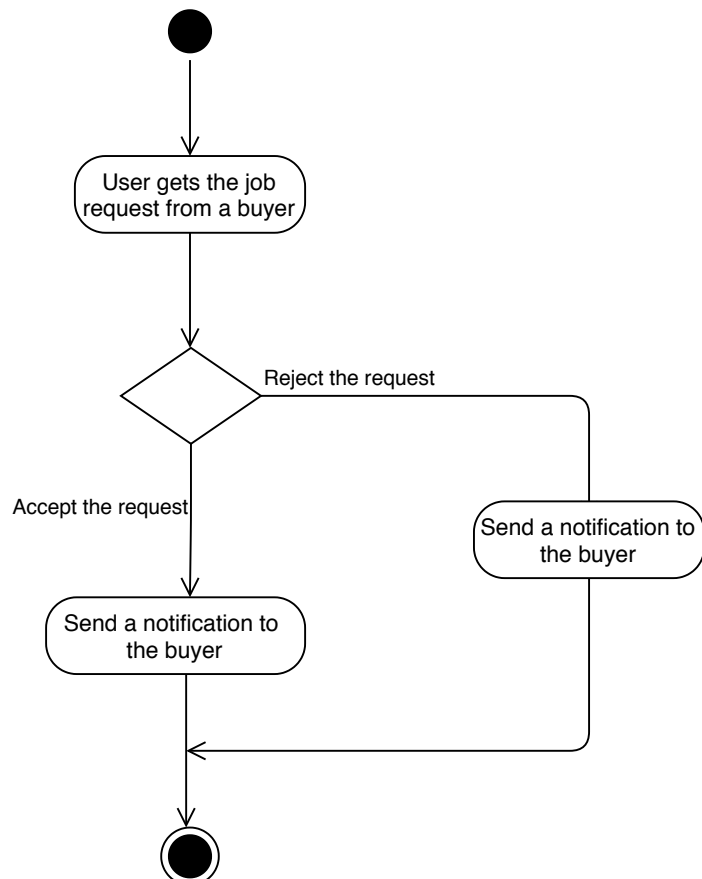 User gets the job
request from a buyer
Reject the request
Accept the request
Send a notification to
the buyer
Send a notification to
the buyer